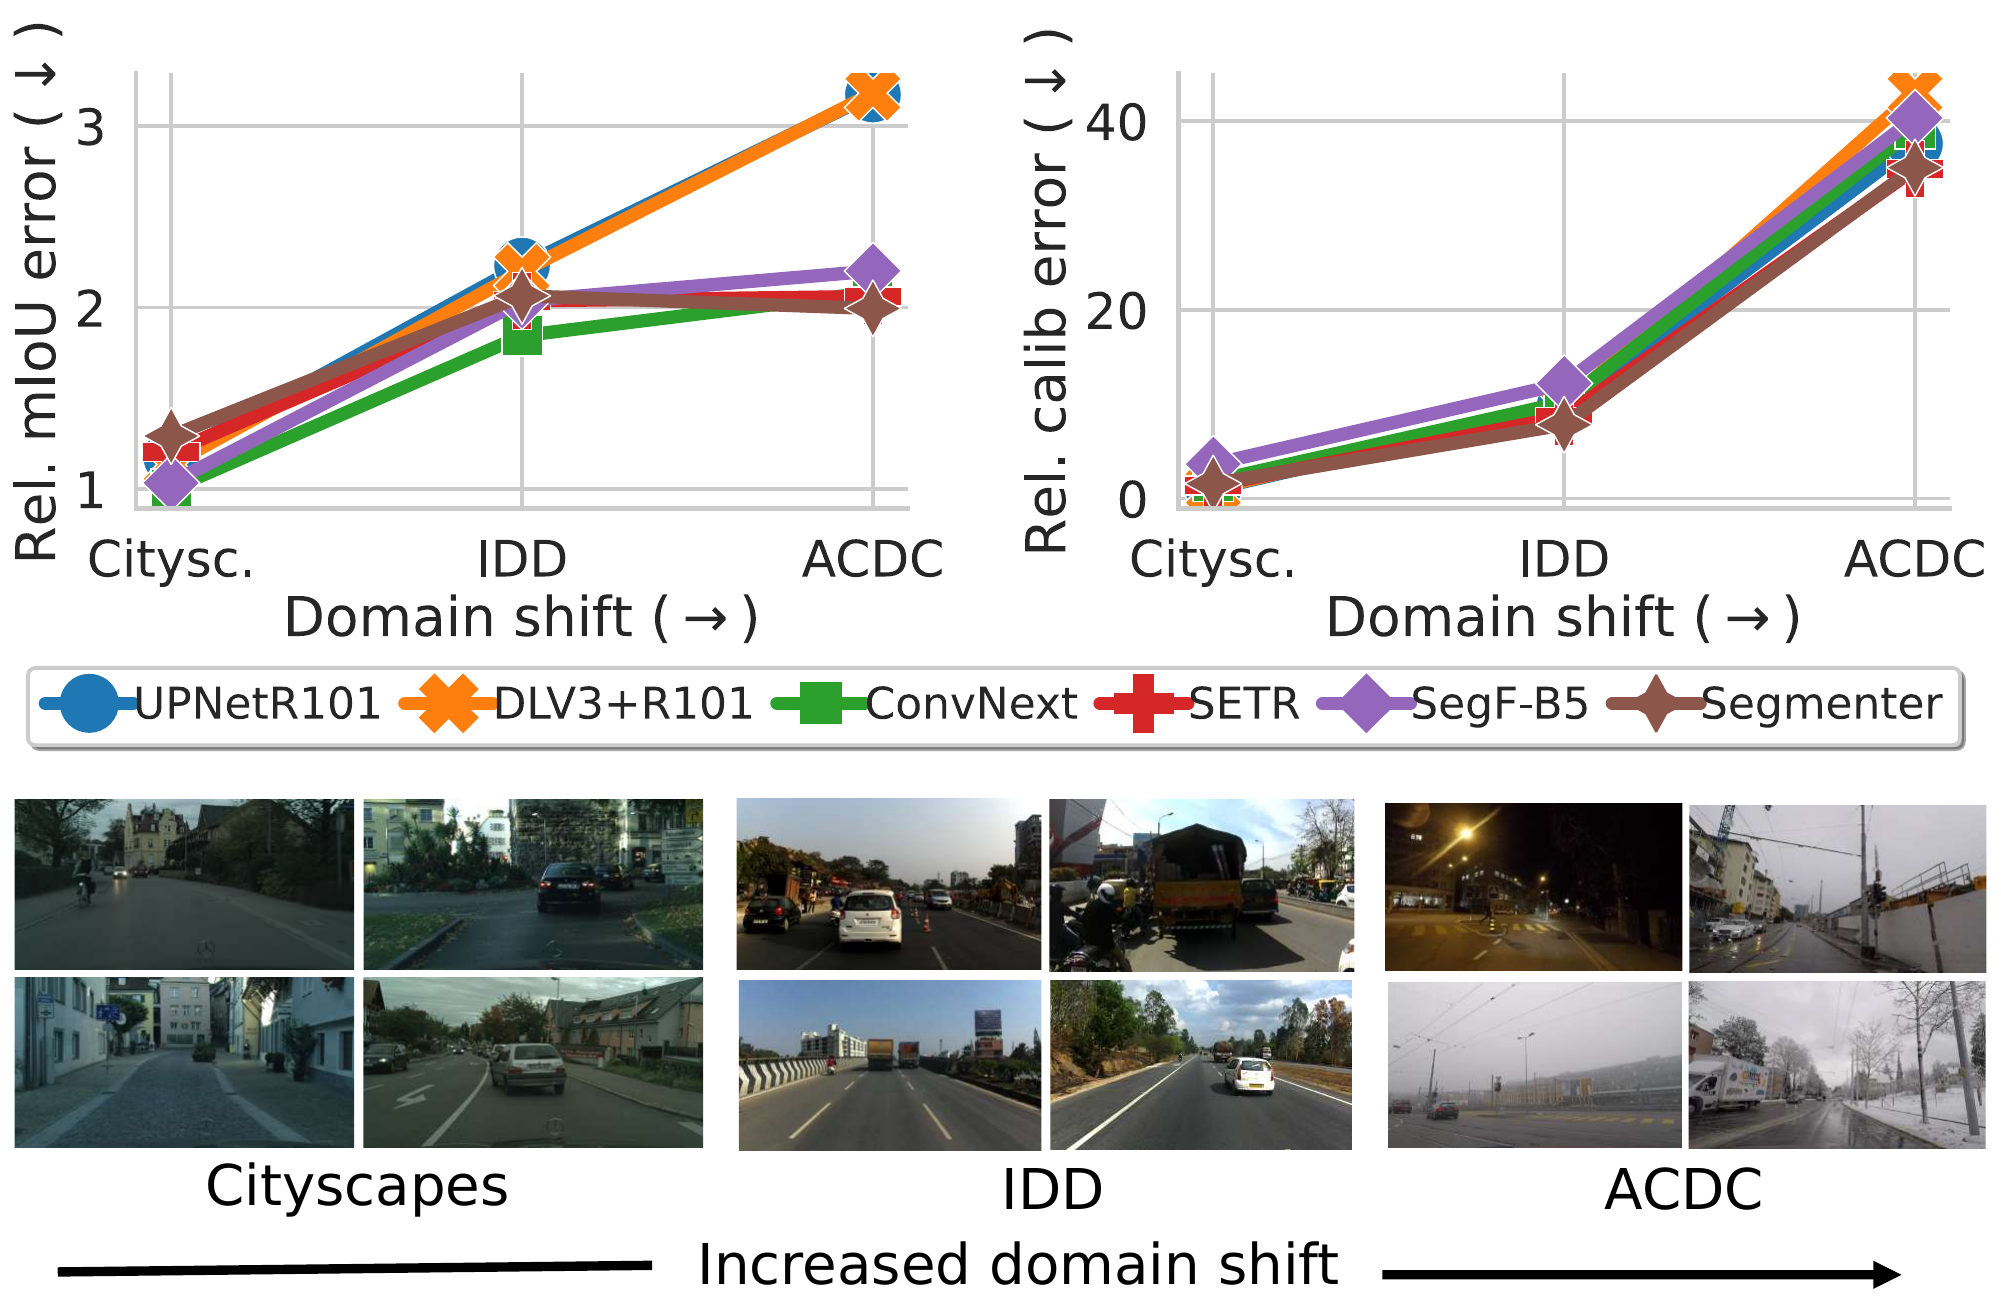 Rel. mIoU error (↓)
3
2
1
Citysc.
IDD
ACDC
Domain shift (→)
Rel. calib error (↓)
40
20
0
Citysc.
IDD
ACDC
Domain shift (→)
UPNetR101 DLV3+R101 ConvNext SETR SegF-B5 Segmenter
Cityscapes
IDD
ACDC
Increased domain shift